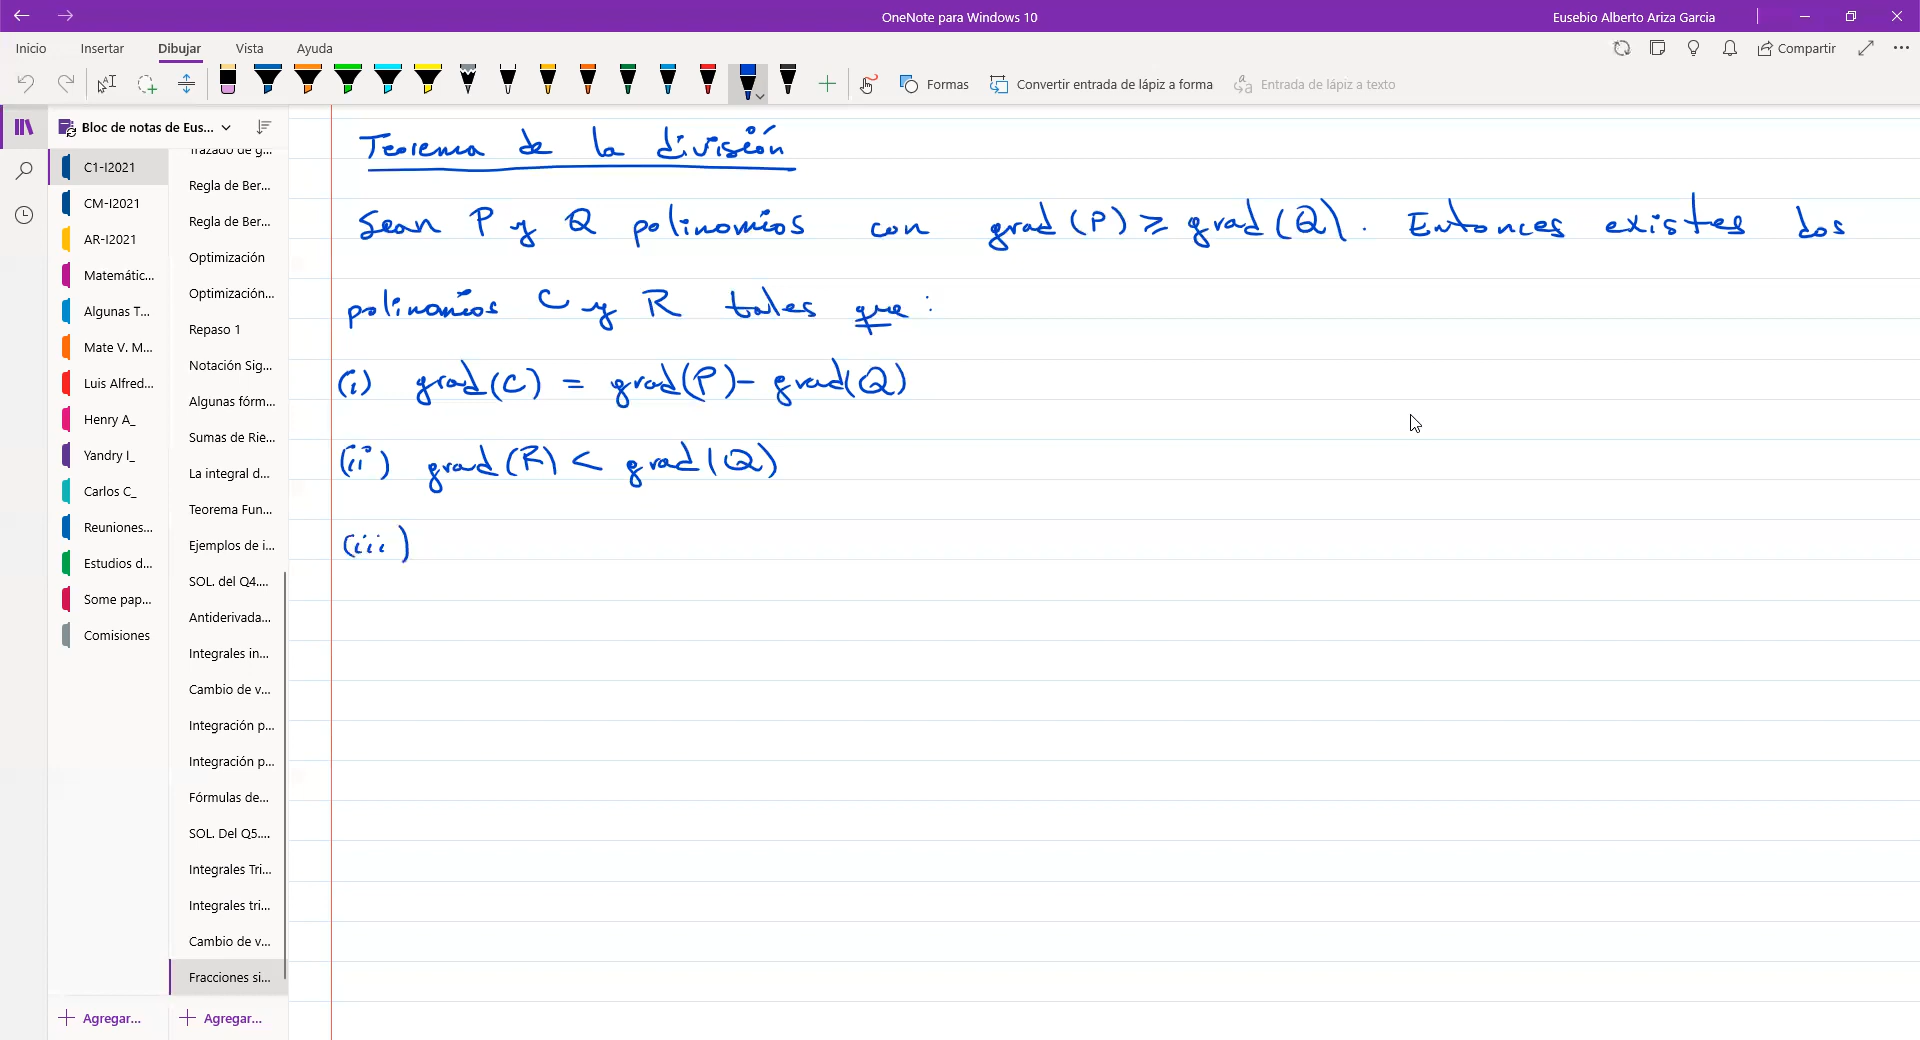 OneNote para Windows 10
Eusebio Alberto Ariza Garcia
Inicio Insertar Dibujar Vista Ayuda
Compartir
Formas
Convertir entrada de lápiz a forma
Entrada de lápiz a texto
Bloc de notas de Eus...
C1-I2021
CM-I2021
AR-I2021
Matemátic...
Algunas T...
Mate V. M...
Luis Alfred...
Henry A_
Yandry I_
Carlos C_
Reuniones...
Estudios d...
Some pap...
Comisiones
Agregar...
Trazado de g...
Regla de Ber...
Regla de Ber...
Optimización
Optimización...
Repaso 1
Notación Sig...
Algunas fórm...
Sumas de Rie...
La integral d...
Teorema Fun...
Ejemplos de i...
SOL. del Q4....
Antiderivada...
Integrales in...
Cambio de v...
Integración p...
Integración p...
Fórmulas de...
SOL. Del Q5....
Integrales Tri...
Integrales tri...
Cambio de v...
Fracciones si...
Agregar...
Teorema de la división
Sean P y Q polinomios con grad(P) ≥ grad(Q). Entonces existes dos
polinomios C y R tales que:
(i) grad(C) = grad(P) - grad(Q)
(ii) grad(R) < grad(Q)
(iii)